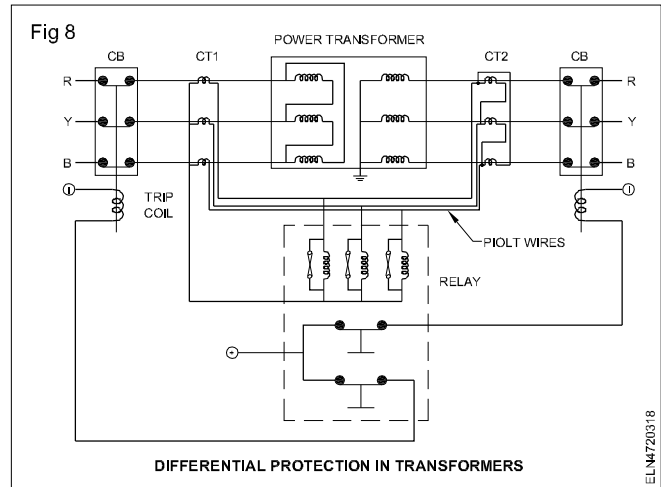 Fig 8
POWER TRANSFORMER
CB
CT1
CT2
CB
R
R
Y
Y
B
B
TRIP
COIL
PIOLT WIRES
RELAY
+
DIFFERENTIAL PROTECTION IN TRANSFORMERS
ELN4720318